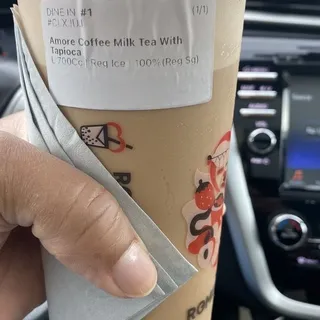 DINE IN #1 (1/1)
Amore Coffee Milk Tea With
Tapioca
L 700Cc, Reg Ice, 100% (Reg Sg)